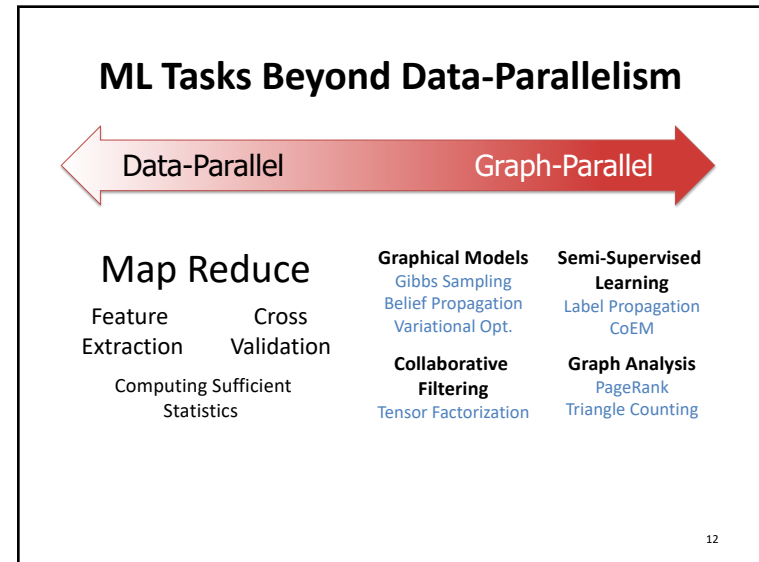 ML Tasks Beyond Data-Parallelism
Data-Parallel
Graph-Parallel
Map Reduce
Feature
Extraction
Cross
Validation
Computing Sufficient
Statistics
Graphical Models
Gibbs Sampling
Belief Propagation
Variational Opt.
Collaborative
Filtering
Tensor Factorization
Semi-Supervised
Learning
Label Propagation
CoEM
Graph Analysis
PageRank
Triangle Counting
12